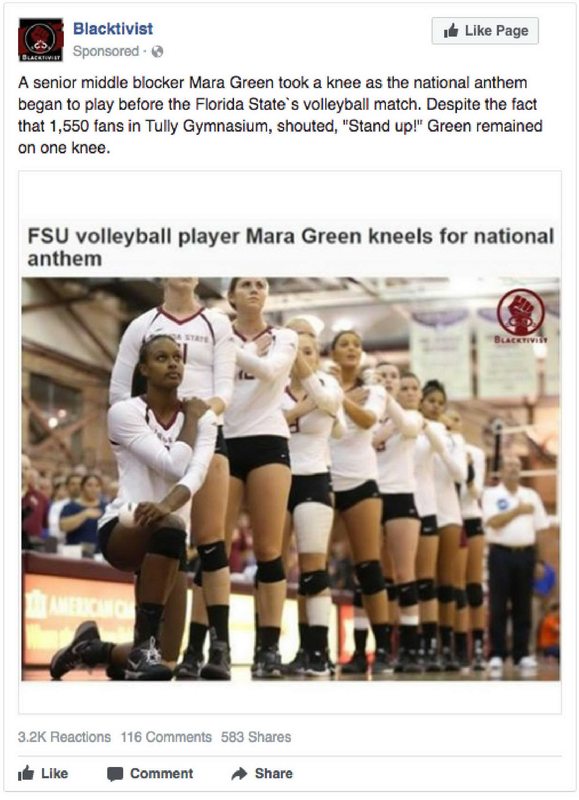 Blacktivist
Like Page
Sponsored ·
BLACKTIVIST
A senior middle blocker Mara Green took a knee as the national anthem
began to play before the Florida State`s volleyball match. Despite the fact
that 1,550 fans in Tully Gymnasium, shouted, "Stand up!" Green remained
on one knee.
FSU volleyball player Mara Green kneels for national
anthem
BLACKTIVIST
STATE
AMERICAN
3.2K Reactions 116 Comments 583 Shares
Like Comment Share